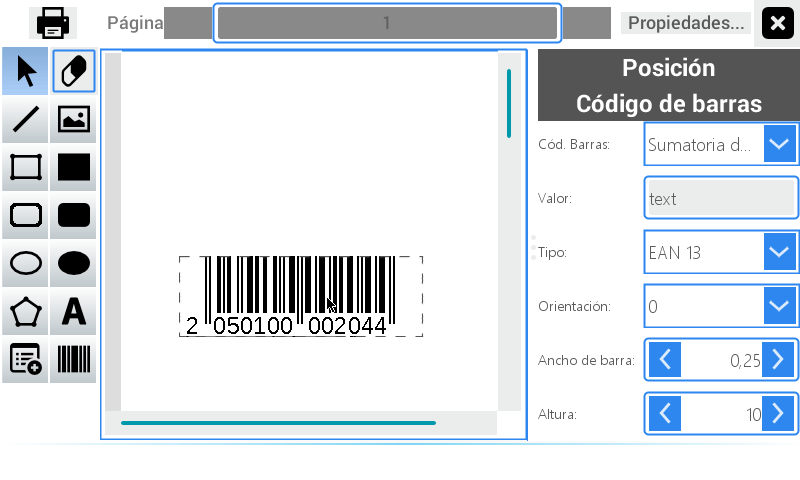 Página
1
Propiedades...
Posición
Código de barras
Cód. Barras:
Sumatoria d...
Valor:
text
Tipo:
EAN 13
Orientación:
0
Ancho de barra:
0,25
Altura:
10
2 050100 002044
A